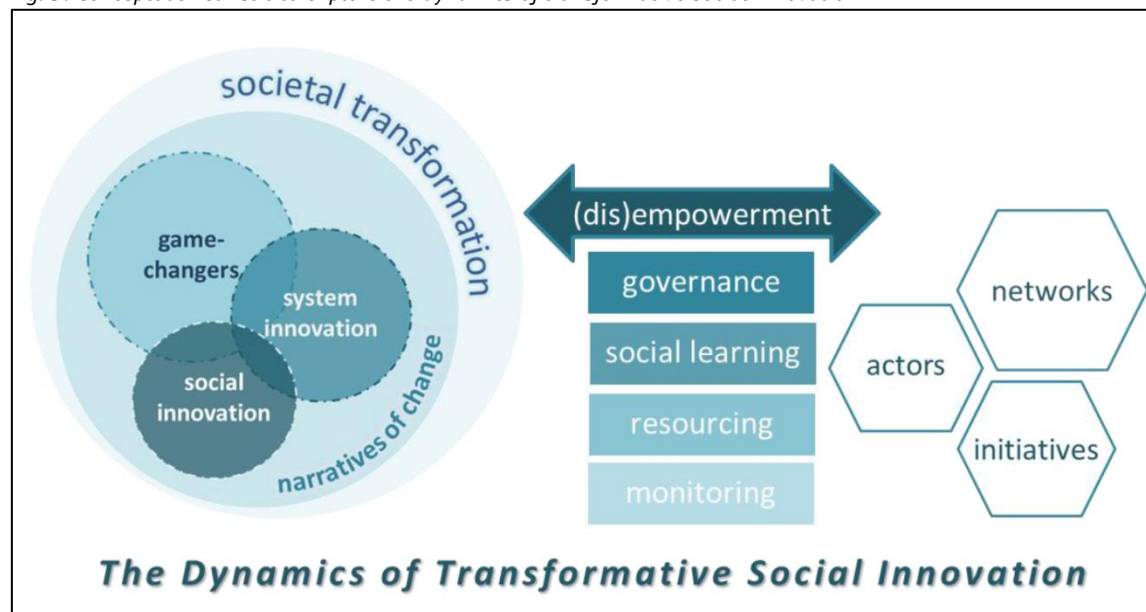 societal transformation
game-
changers
system
innovation
social
innovation
narratives of change
(dis)empowerment
governance
social learning
resourcing
monitoring
networks
actors
initiatives
The Dynamics of Transformative Social Innovation